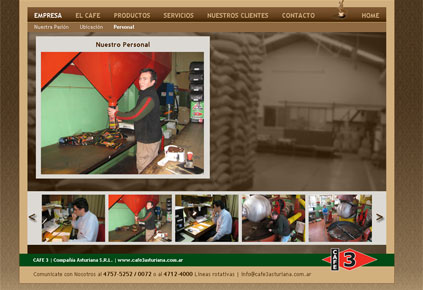 EMPRESA EL CAFE PRODUCTOS SERVICIOS NUESTROS CLIENTES CONTACTO HOME
Nuestra Pasión Ubicación Personal
Nuestro Personal
< >
CAFE 3 | Compañía Asturiana S.R.L. | www.cafe3asturiana.com.ar
CAFE 3
Comunicate con Nosotros al 4757-5252 / 0072 o al 4712-4000 Líneas rotativas | info@cafe3asturiana.com.ar